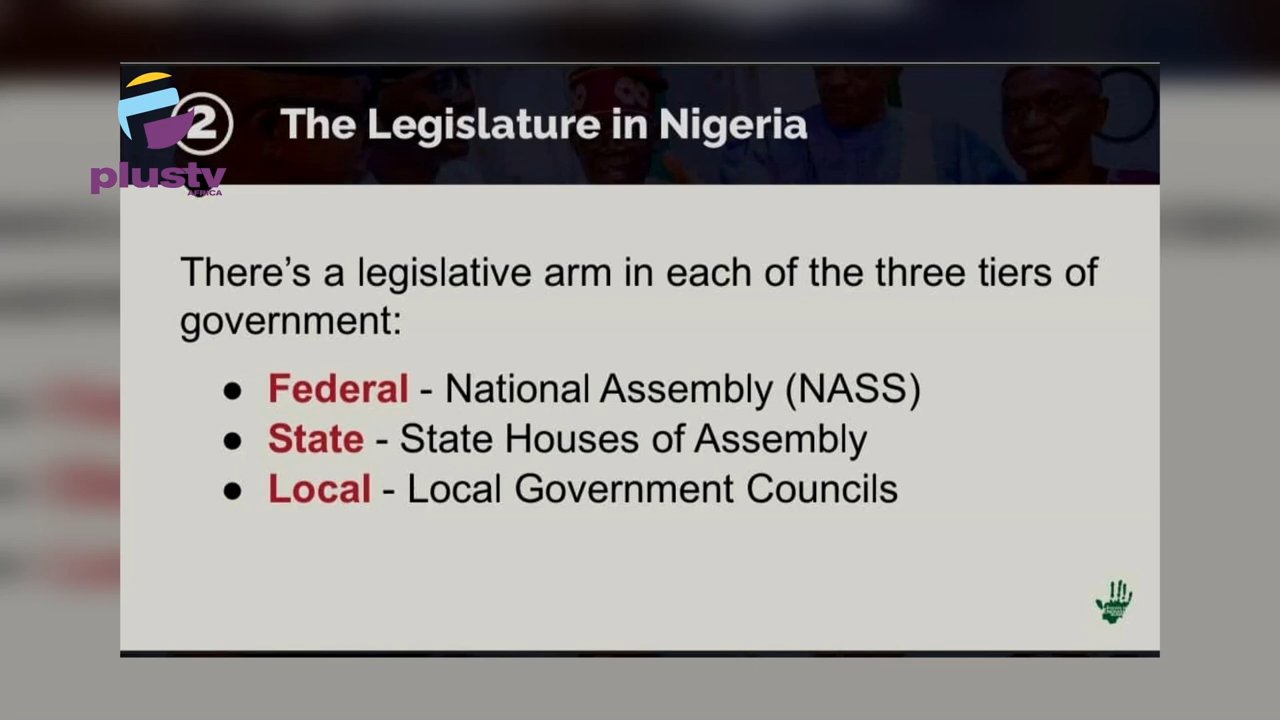 2
The Legislature in Nigeria
plustv
AFRICA
There's a legislative arm in each of the three tiers of
government:
● Federal - National Assembly (NASS)
● State - State Houses of Assembly
● Local - Local Government Councils